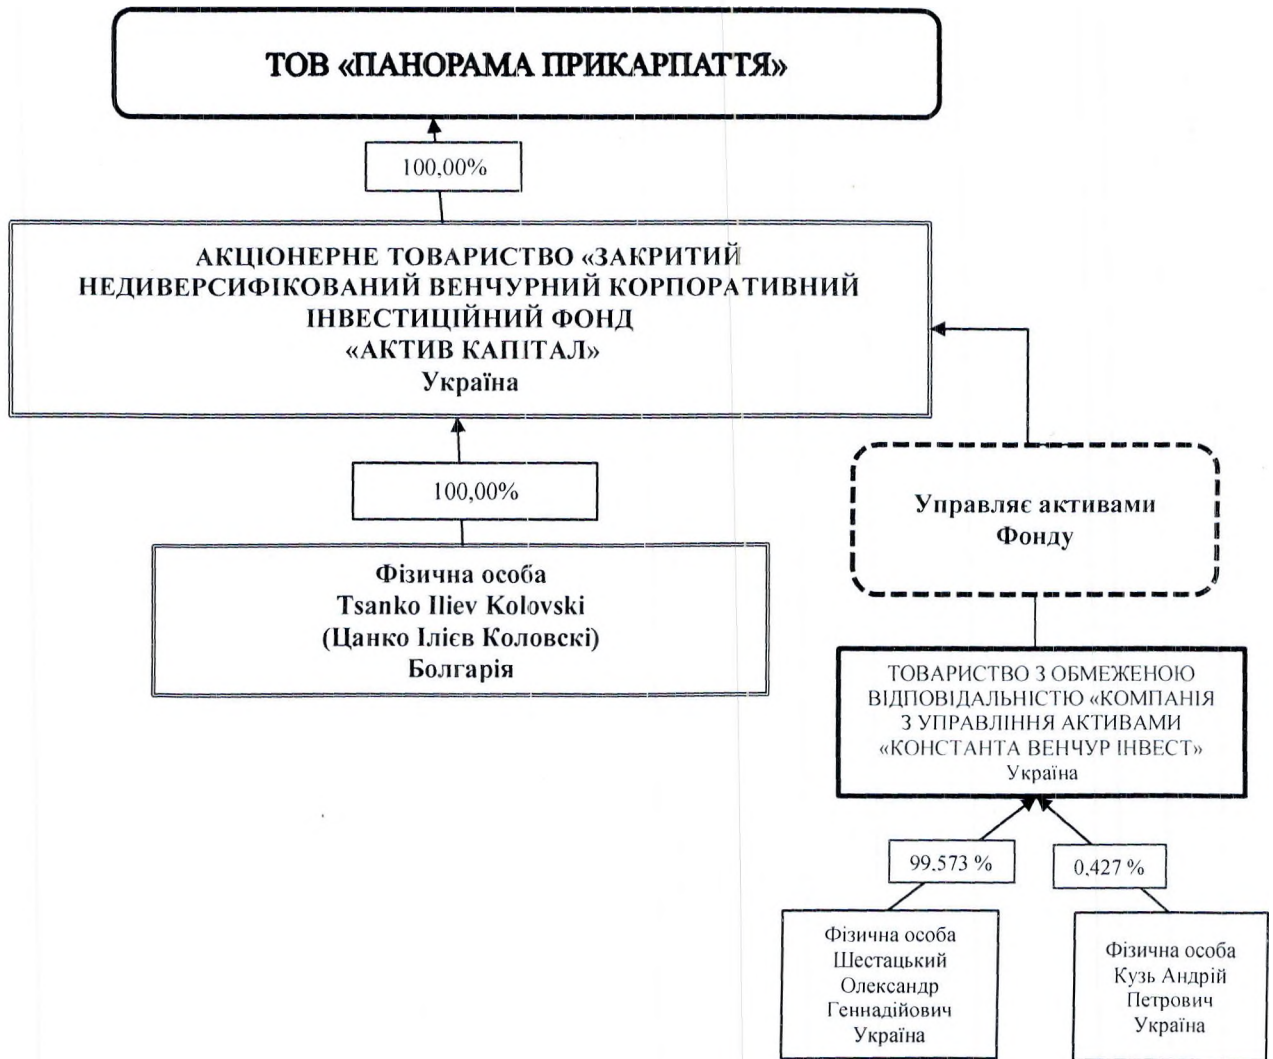 ТОВ «ПАНОРАМА ПРИКАРПАТТЯ»
100,00%
АКЦІОНЕРНЕ ТОВАРИСТВО «ЗАКРИТИЙ
НЕДИВЕРСИФІКОВАНИЙ ВЕНЧУРНИЙ КОРПОРАТИВНИЙ
ІНВЕСТИЦІЙНИЙ ФОНД
«АКТИВ КАПІТАЛ»
Україна
100,00%
Фізична особа
Tsanko Iliev Kolovski
(Цанко Ілієв Коловскі)
Болгарія
Управляє активами
Фонду
ТОВАРИСТВО З ОБМЕЖЕНОЮ
ВІДПОВІДАЛЬНІСТЮ «КОМПАНІЯ
З УПРАВЛІННЯ АКТИВАМИ
«КОНСТАНТА ВЕНЧУР ІНВЕСТ»
Україна
99,573 %
0,427 %
Фізична особа
Шестацький
Олександр
Геннадійович
Україна
Фізична особа
Кузь Андрій
Петрович
Україна